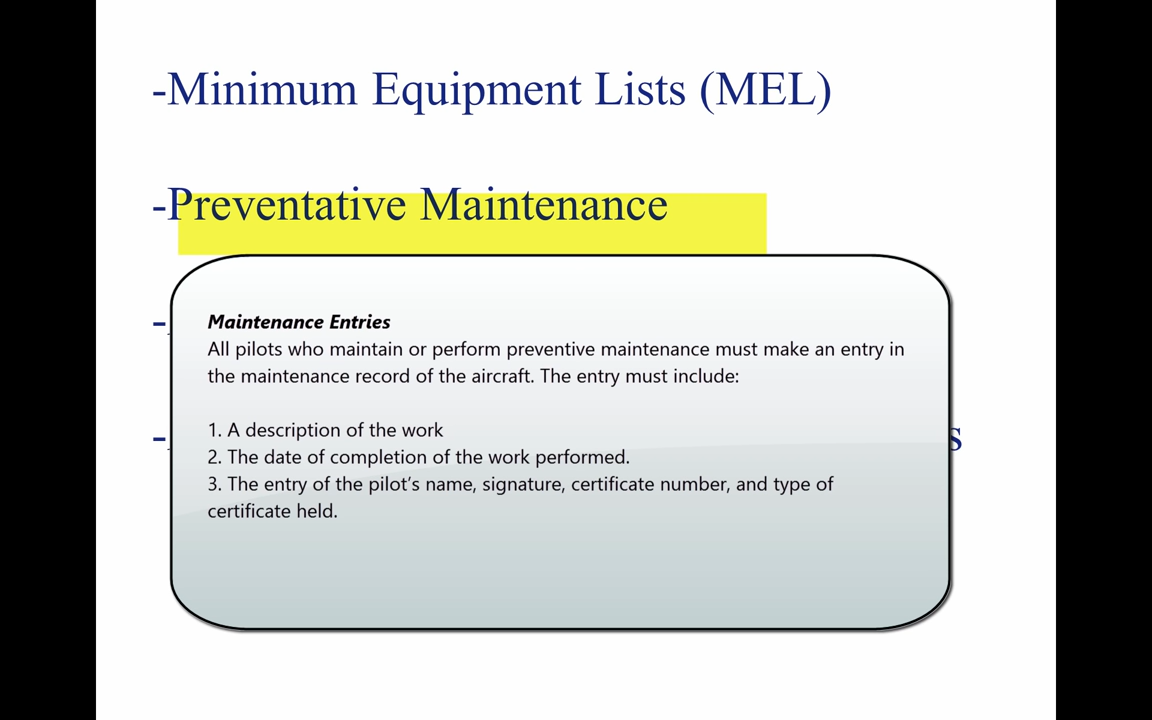 -Minimum Equipment Lists (MEL)
-Preventative Maintenance
Maintenance Entries
All pilots who maintain or perform preventive maintenance must make an entry in
the maintenance record of the aircraft. The entry must include:
1. A description of the work
2. The date of completion of the work performed.
3. The entry of the pilot’s name, signature, certificate number, and type of
certificate held.